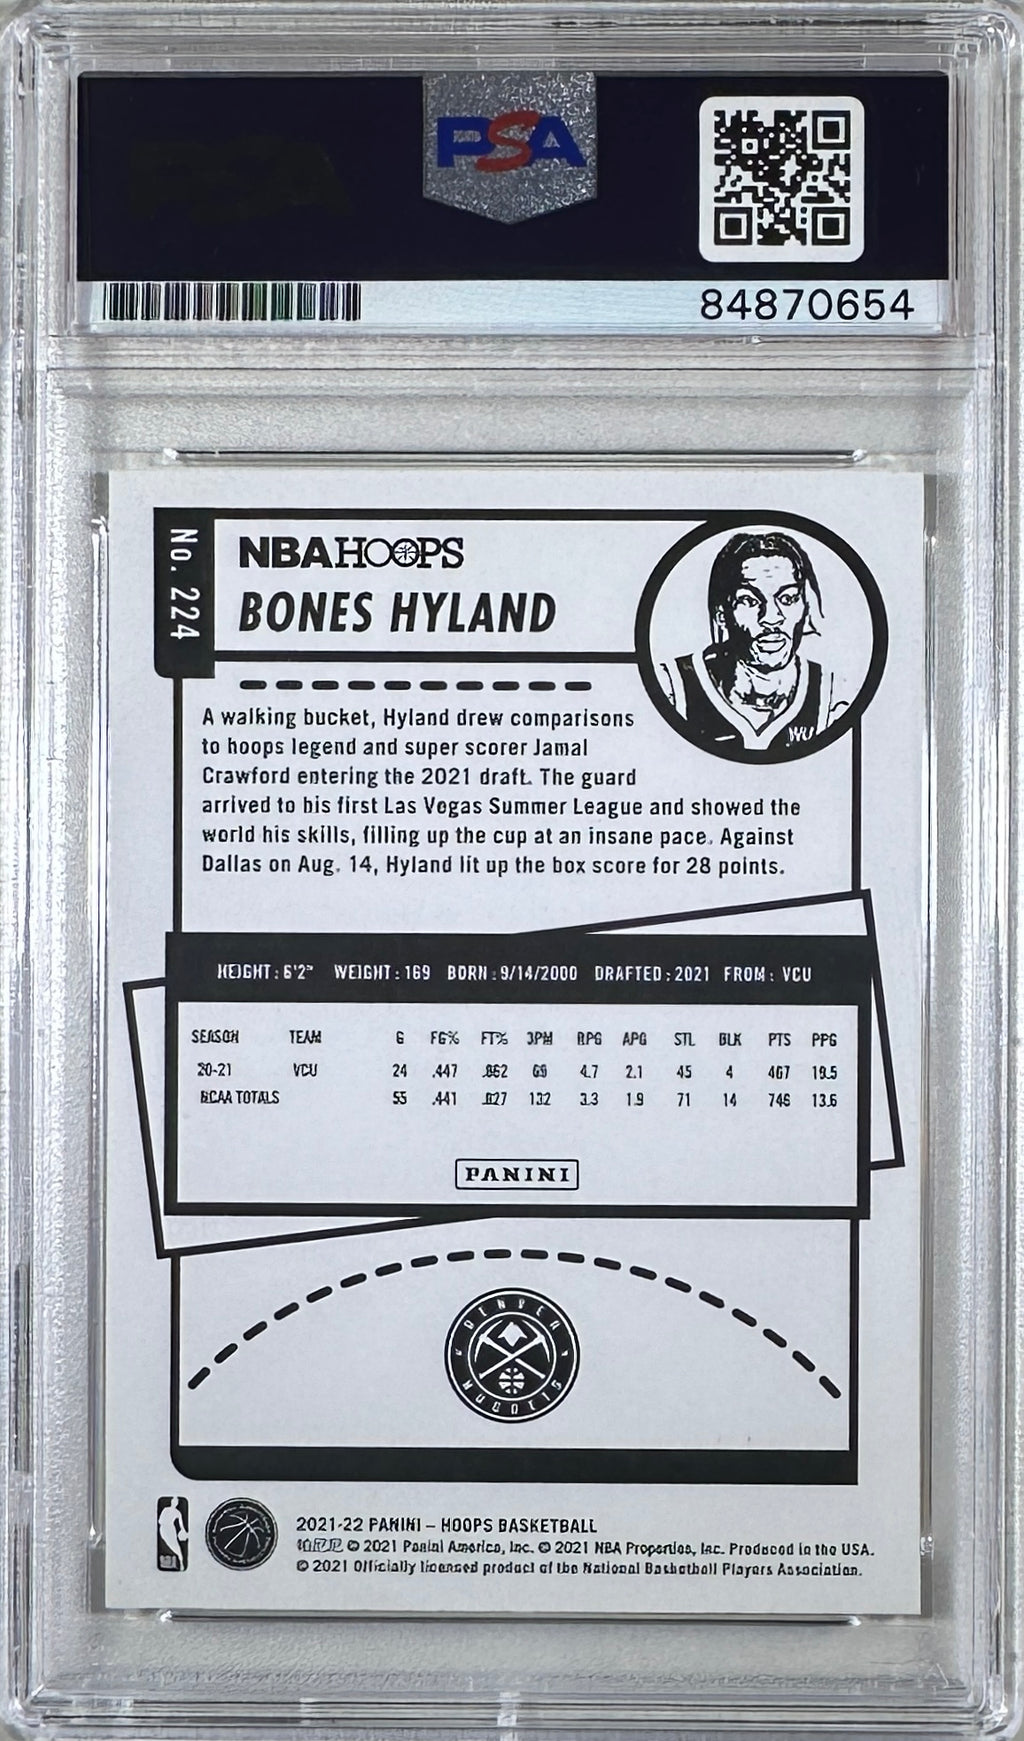 PSA
84870654
No. 224
NBA HOOPS
BONES HYLAND
A walking bucket, Hyland drew comparisons
to hoops legend and super scorer Jamal
Crawford entering the 2021 draft. The guard
arrived to his first Las Vegas Summer League and showed the
world his skills, filling up the cup at an insane pace. Against
Dallas on Aug. 14, Hyland lit up the box score for 28 points.
HEIGHT: 6'2" WEIGHT: 169 BORN: 9/14/2000 DRAFTED: 2021 FROM: VCU
SEASON TEAM G FG% FT% 3PM RPG APG STL BLK PTS PPG
20-21 VCU 24 .447 .862 69 4.7 2.1 45 4 467 19.5
NCAA TOTALS 55 .441 .827 132 3.3 1.9 71 14 746 13.6
PANINI
DENVER
NUGGETS
2021-22 PANINI – HOOPS BASKETBALL
© 2021 Panini America, Inc. © 2021 NBA Properties, Inc. Produced in the USA.
© 2021 Officially licensed product of the National Basketball Players Association.